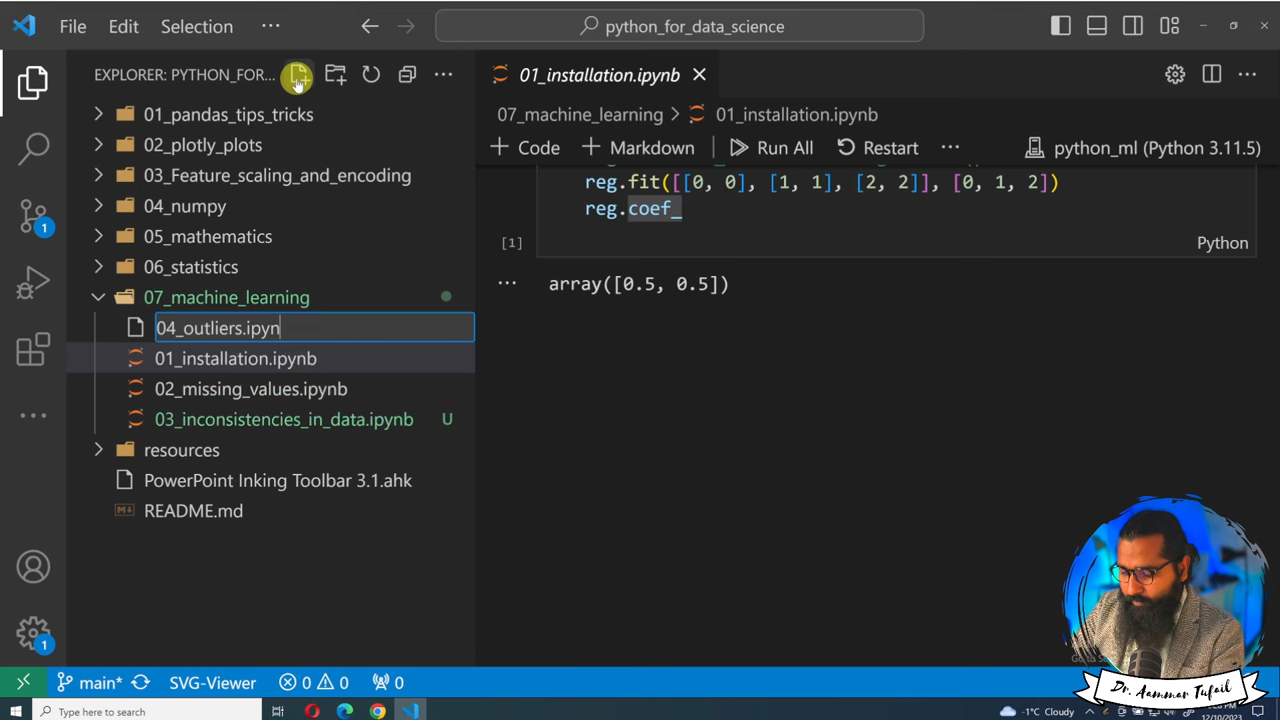 File Edit Selection ··· python_for_data_science
EXPLORER: PYTHON_FOR...
01_pandas_tips_tricks
02_plotly_plots
03_Feature_scaling_and_encoding
04_numpy
05_mathematics
06_statistics
07_machine_learning
04_outliers.ipyn
01_installation.ipynb
02_missing_values.ipynb
03_inconsistencies_in_data.ipynb U
resources
PowerPoint Inking Toolbar 3.1.ahk
README.md
1
1
01_installation.ipynb
07_machine_learning > 01_installation.ipynb
+ Code + Markdown Run All Restart ··· python_ml (Python 3.11.5)
reg.fit([[0, 0], [1, 1], [2, 2]], [0, 1, 2])
reg.coef_
[1] Python
array([0.5, 0.5])
Dr. Aammar Tufail
main* SVG-Viewer 0 0 0
Type here to search -1°C Cloudy
12/10/2023